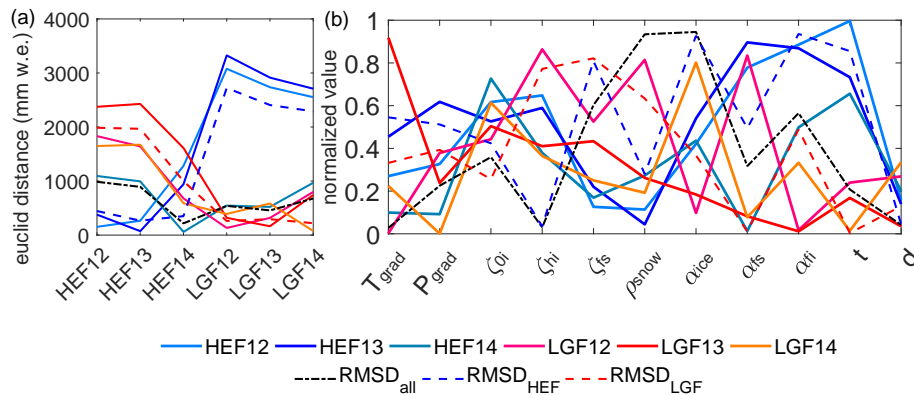 (a)
euclid distance (mm w.e.)
4000
3000
2000
1000
0
HEF12
HEF13
HEF14
LGF12
LGF13
LGF14
(b)
normalized value
1
0.8
0.6
0.4
0.2
0
Tgrad
Pgrad
ζ0i
ζhi
ζfs
ρsnow
αice
αfs
αfi
t
d
HEF12 HEF13 HEF14 LGF12 LGF13 LGF14
RMSDall RMSDHEF RMSDLGF